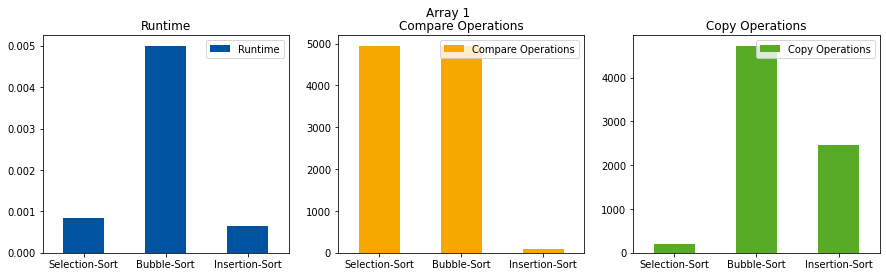 Array 1
Runtime
0.005
0.004
0.003
0.002
0.001
0.000
Runtime
Selection-Sort Bubble-Sort Insertion-Sort
Compare Operations
5000
4000
3000
2000
1000
0
Compare Operations
Selection-Sort Bubble-Sort Insertion-Sort
Copy Operations
4000
3000
2000
1000
0
Copy Operations
Selection-Sort Bubble-Sort Insertion-Sort